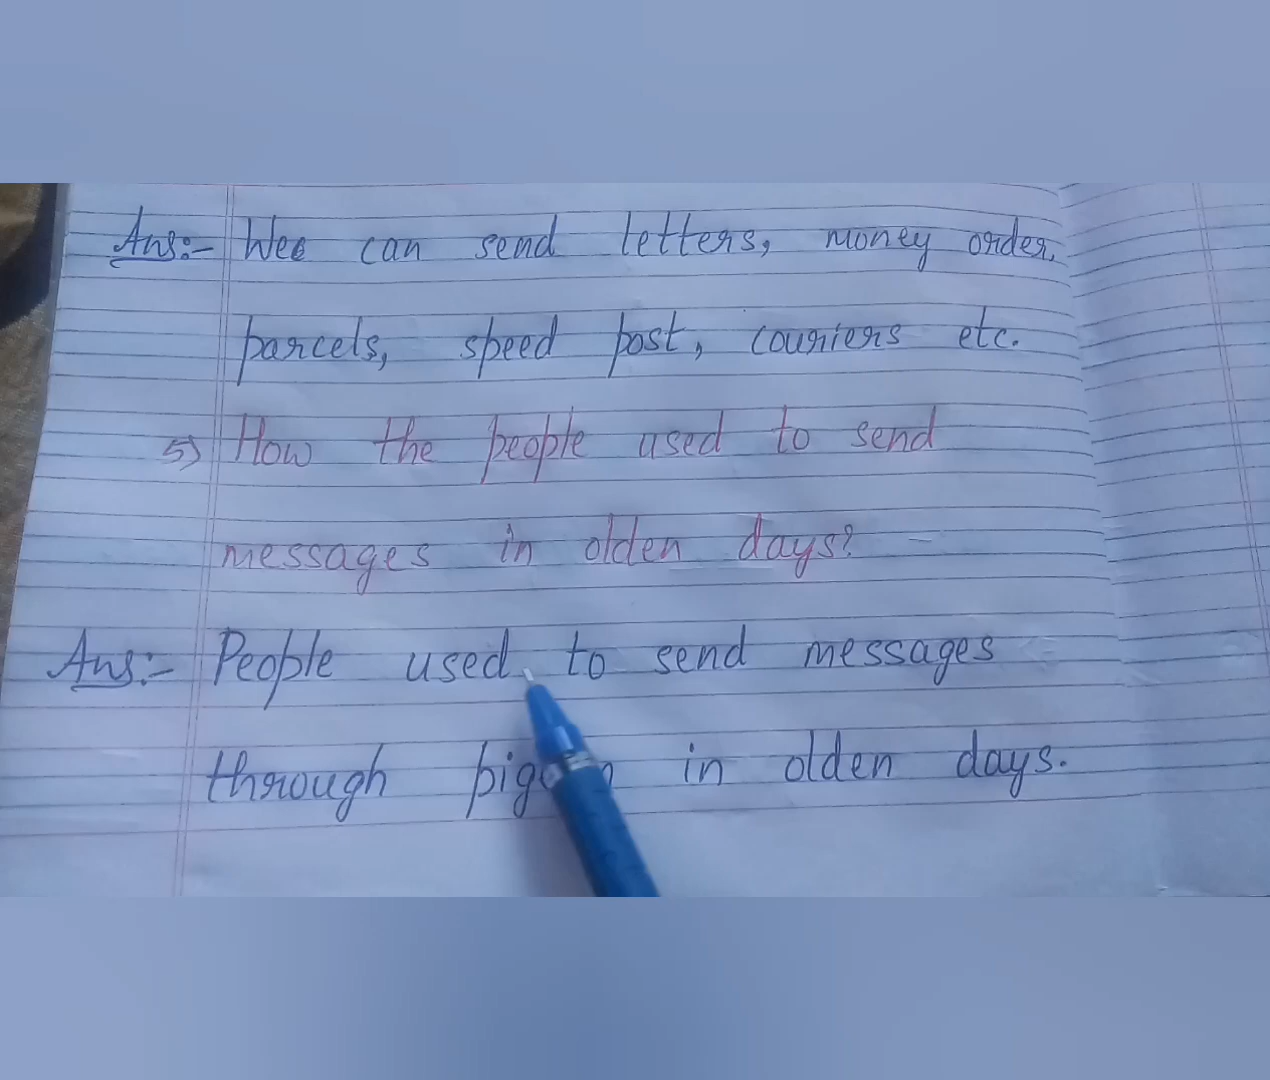 Ans:- Wee can send letters, money order,
parcels, speed post, couriers etc.
5) How the people used to send
messages in olden days?
Ans:- People used to send messages
through in olden days.